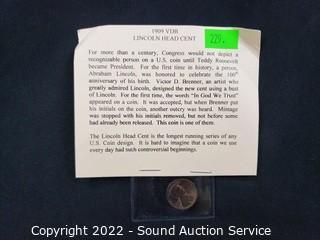 1909 VDB
LINCOLN HEAD CENT
229.
For more than a century, Congress would not depict a
recognizable person on a U.S. coin until Teddy Roosevelt
became President. For the first time in history, a person,
Abraham Lincoln, was honored to celebrate the 100th
anniversary of his birth. Victor D. Brenner, an artist who
greatly admired Lincoln, designed the new cent using a bust
of Lincoln. For the first time, the words "In God We Trust"
appeared on a coin. It was accepted, but when Brenner put
his initials on the coin, another outcry was heard. Mintage
was stopped with his initials removed, but not before some
had already been released. This coin is one of them.
The Lincoln Head Cent is the longest running series of any
U.S. Coin design. It is hard to imagine that a coin we use
every day had such controversial beginnings.
Copyright 2022 - Sound Auction Service